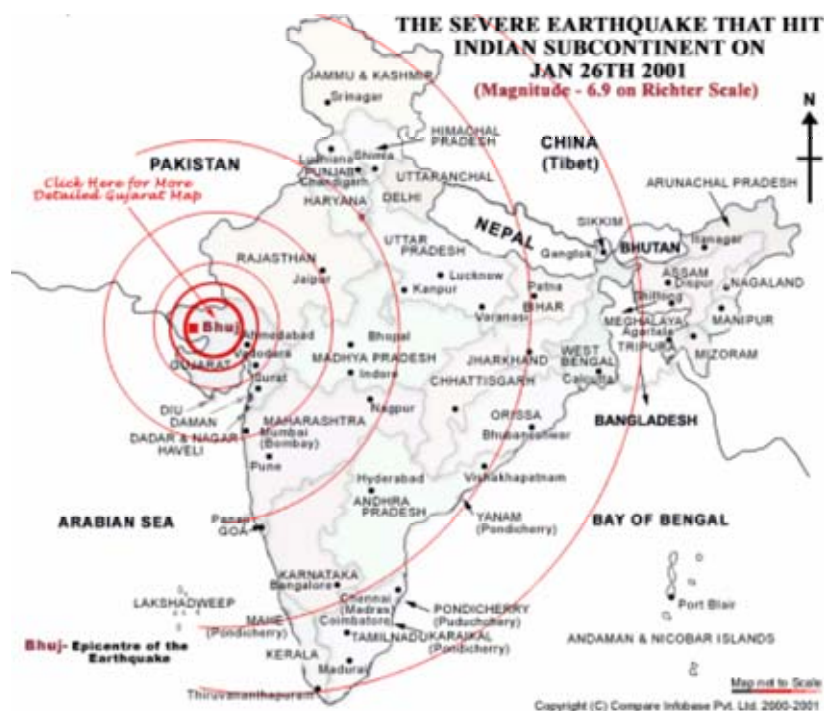 THE SEVERE EARTHQUAKE THAT HIT
INDIAN SUBCONTINENT ON
JAN 26TH 2001
(Magnitude - 6.9 on Richter Scale)
N
JAMMU & KASHMIR
Srinagar
HIMACHAL
PRADESH
CHINA
(Tibet)
PAKISTAN
Ludhiana
Shimla
PUNJAB
Chandigarh
UTTARANCHAL
ARUNACHAL PRADESH
Click Here for More
Detailed Gujarat Map
HARYANA
DELHI
NEPAL
SIKKIM
Gangtok
BHUTAN
Itanagar
RAJASTHAN
Jaipur
UTTAR
PRADESH
Lucknow
Kanpur
Patna
BIHAR
Varanasi
ASSAM
Dispur
NAGALAND
Shillong
MEGHALAYA
MANIPUR
Agartala
TRIPURA
MIZORAM
Bhuj
Ahmedabad
Vadodara
GUJARAT
Surat
Bhopal
MADHYA PRADESH
Indore
JHARKHAND
WEST
BENGAL
Calcutta
CHHATTISGARH
DIU
DAMAN
DADAR & NAGAR
HAVELI
MAHARASHTRA
Mumbai
(Bombay)
Nagpur
ORISSA
Bhubaneshwar
BANGLADESH
Pune
Hyderabad
ANDHRA
PRADESH
Vishakhapatnam
ARABIAN SEA
Panaji
GOA
YANAM
(Pondicherry)
BAY OF BENGAL
KARNATAKA
Bangalore
Chennai
(Madras)
LAKSHADWEEP
MAHE
(Pondicherry)
Coimbatore
PONDICHERRY
(Puduchcery)
Port Blair
TAMILNADU
KARAIKAL
(Pondicherry)
ANDAMAN & NICOBAR ISLANDS
Bhuj- Epicentre of the
Earthquake
KERALA
Madurai
Thiruvananthapuram
Map not to Scale
Copyright (C) Compare Infobase Pvt. Ltd. 2000-2001